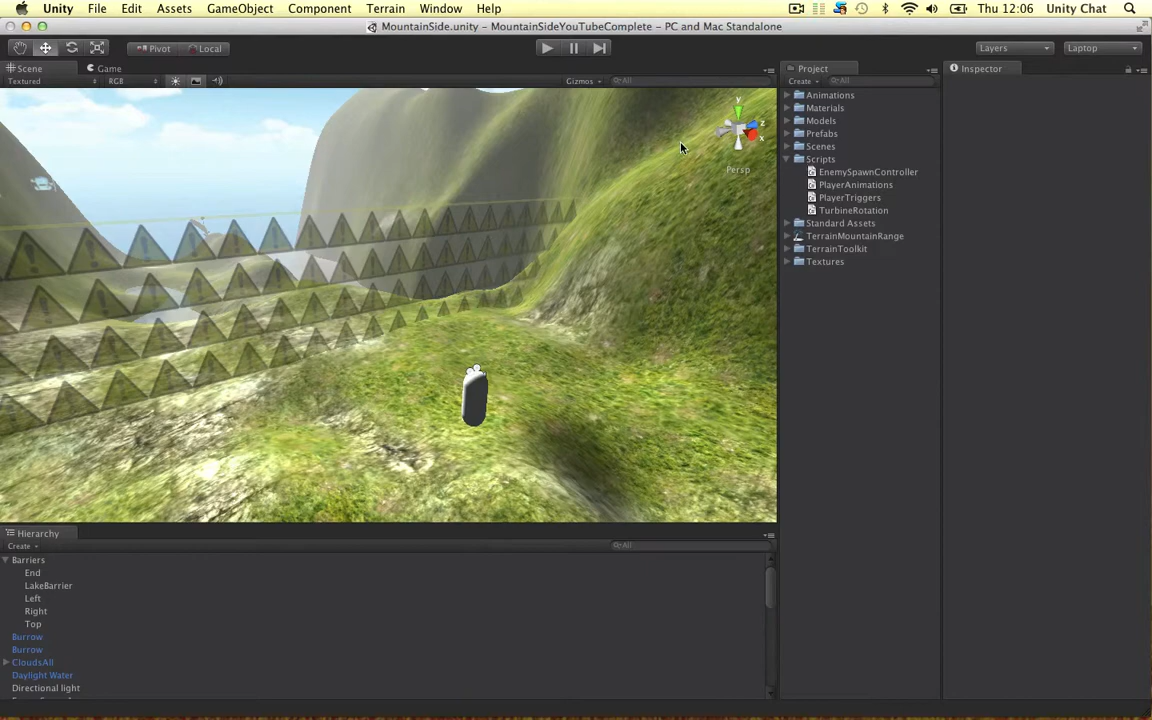 Unity File Edit Assets GameObject Component Terrain Window Help Thu 12:06 Unity Chat
MountainSide.unity – MountainSideYouTubeComplete – PC and Mac Standalone
Pivot Local Layers Laptop
Scene Game Project Inspector
Textured RGB Gizmos All Create All
y
z
x
Persp
Animations
Materials
Models
Prefabs
Scenes
Scripts
EnemySpawnController
PlayerAnimations
PlayerTriggers
TurbineRotation
Standard Assets
TerrainMountainRange
TerrainToolkit
Textures
Hierarchy
Create All
Barriers
End
LakeBarrier
Left
Right
Top
Burrow
Burrow
CloudsAll
Daylight Water
Directional light